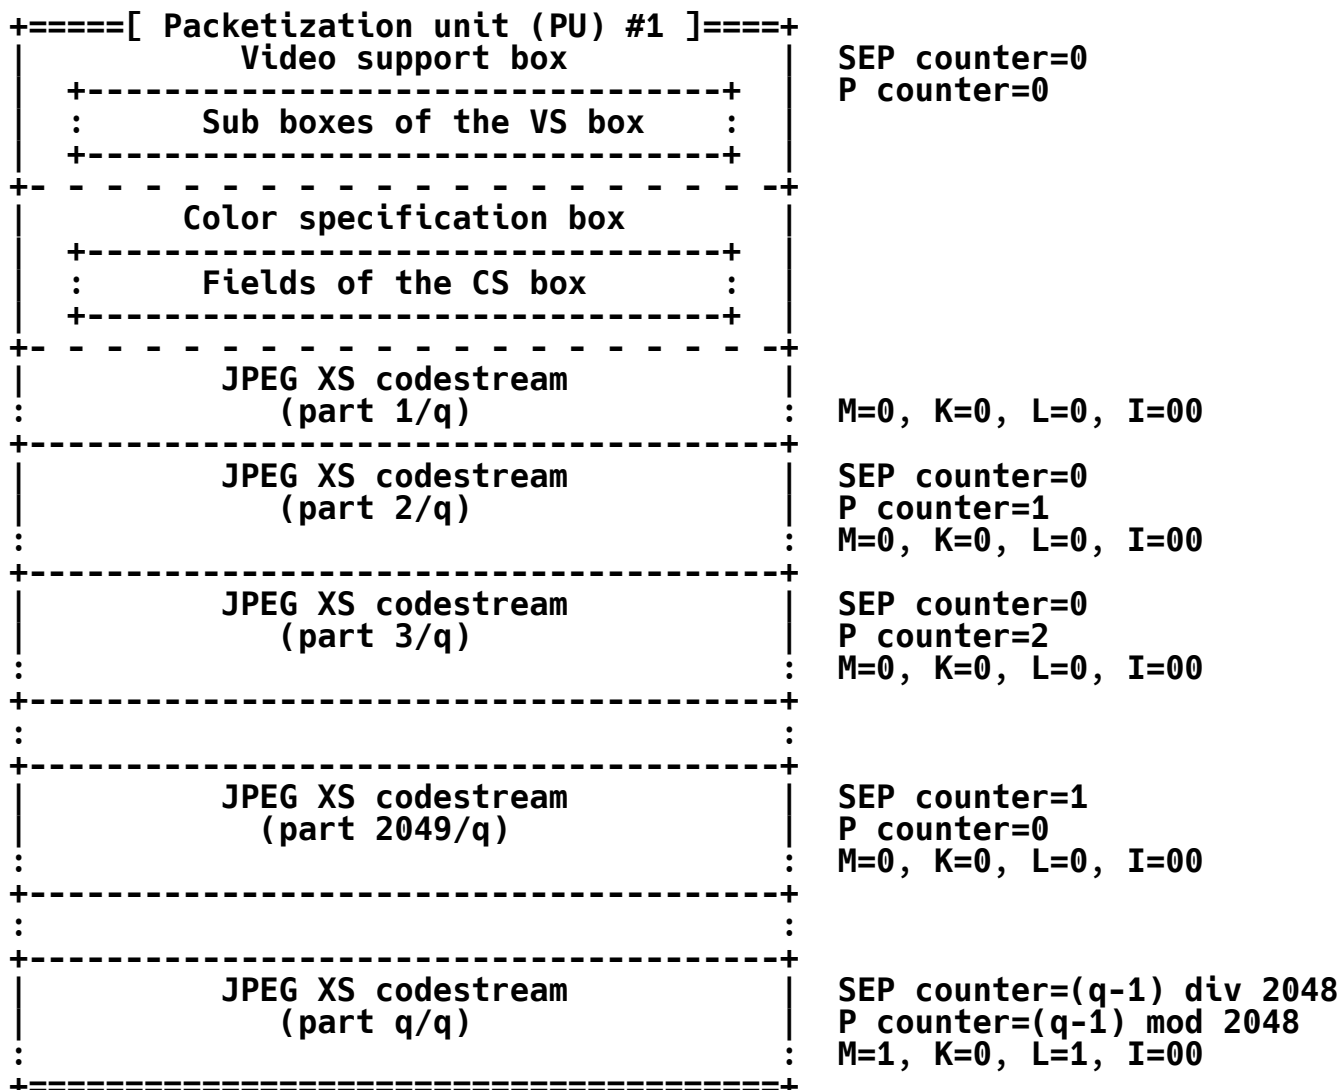 +=====[ Packetization unit (PU) #1 ]====+
|           Video support box           |  SEP counter=0
|  +---------------------------------+  |  P counter=0
|  :      Sub boxes of the VS box    :  |
|  +---------------------------------+  |
+- - - - - - - - - - - - - - - - - - - -+
|        Color specification box        |
|  +---------------------------------+  |
|  :      Fields of the CS box       :  |
|  +---------------------------------+  |
+- - - - - - - - - - - - - - - - - - - -+
|          JPEG XS codestream           |
:             (part 1/q)                :  M=0, K=0, L=0, I=00
+---------------------------------------+
|          JPEG XS codestream           |  SEP counter=0
|             (part 2/q)                |  P counter=1
:                                       :  M=0, K=0, L=0, I=00
+---------------------------------------+
|          JPEG XS codestream           |  SEP counter=0
|             (part 3/q)                |  P counter=2
:                                       :  M=0, K=0, L=0, I=00
+---------------------------------------+
:                                       :
+---------------------------------------+
|          JPEG XS codestream           |  SEP counter=1
|            (part 2049/q)              |  P counter=0
:                                       :  M=0, K=0, L=0, I=00
+---------------------------------------+
:                                       :
+---------------------------------------+
|          JPEG XS codestream           |  SEP counter=(q-1) div 2048
|             (part q/q)                |  P counter=(q-1) mod 2048
:                                       :  M=1, K=0, L=1, I=00
+=======================================+